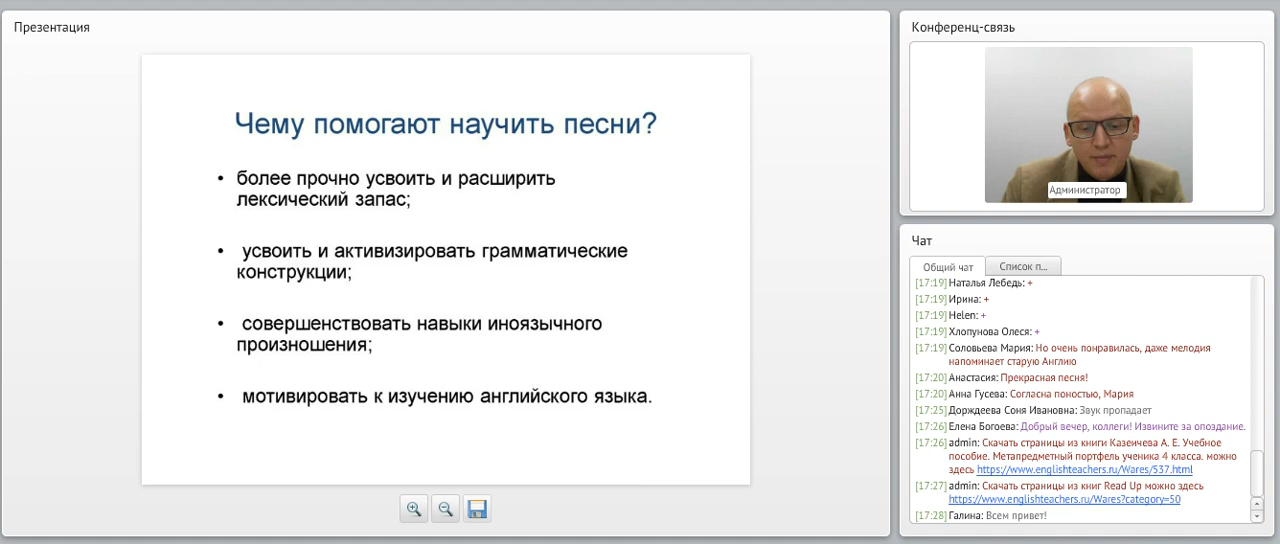 Презентация
Чему помогают научить песни?
• более прочно усвоить и расширить
лексический запас;
• усвоить и активизировать грамматические
конструкции;
• совершенствовать навыки иноязычного
произношения;
• мотивировать к изучению английского языка.
Конференц-связь
Администратор
Чат
Общий чат
Список п...
[17:19] Наталья Лебедь: +
[17:19] Ирина: +
[17:19] Helen: +
[17:19] Хлопунова Олеся: +
[17:19] Соловьева Мария: Но очень понравилась, даже мелодия
напоминает старую Англию
[17:20] Анастасия: Прекрасная песня!
[17:20] Анна Гусева: Согласна поностью, Мария
[17:25] Дорждеева Соня Ивановна: Звук пропадает
[17:26] Елена Богоева: Добрый вечер, коллеги! Извините за опоздание.
[17:26] admin: Скачать страницы из книги Казеичева А. Е. Учебное
пособие. Метапредметный портфель ученика 4 класса. можно
здесь https://www.englishteachers.ru/Wares/537.html
[17:27] admin: Скачать страницы из книг Read Up можно здесь
https://www.englishteachers.ru/Wares?category=50
[17:28] Галина: Всем привет!